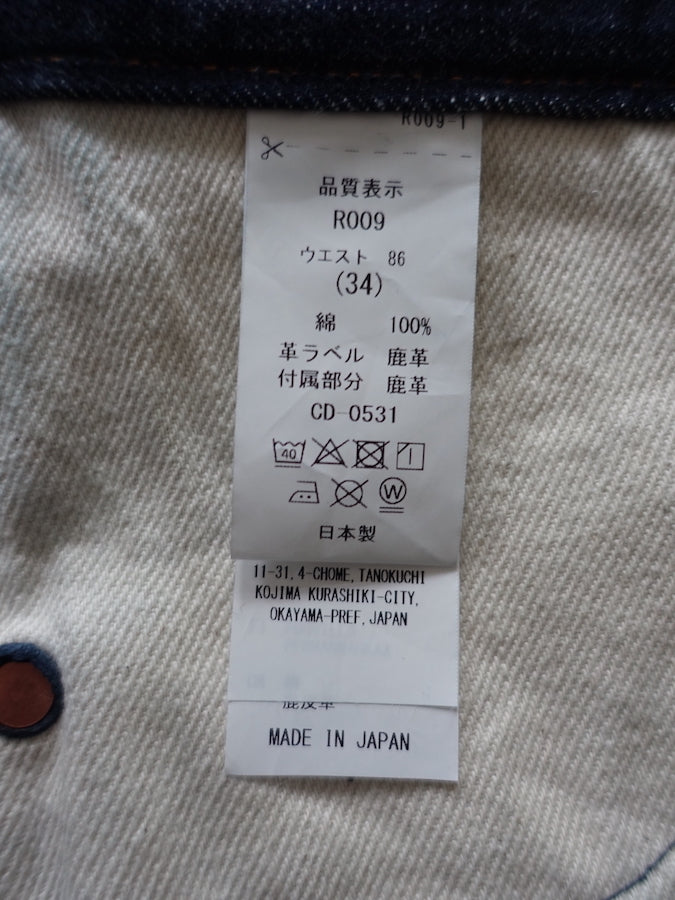 R009-1
品質表示
R009
ウエスト 86
(34)
綿 100%
革ラベル 鹿革
付属部分 鹿革
CD-0531
40
W
日本製
11-31, 4-CHOME, TANOKUCHI
KOJIMA KURASHIKI-CITY,
OKAYAMA-PREF, JAPAN
MADE IN JAPAN